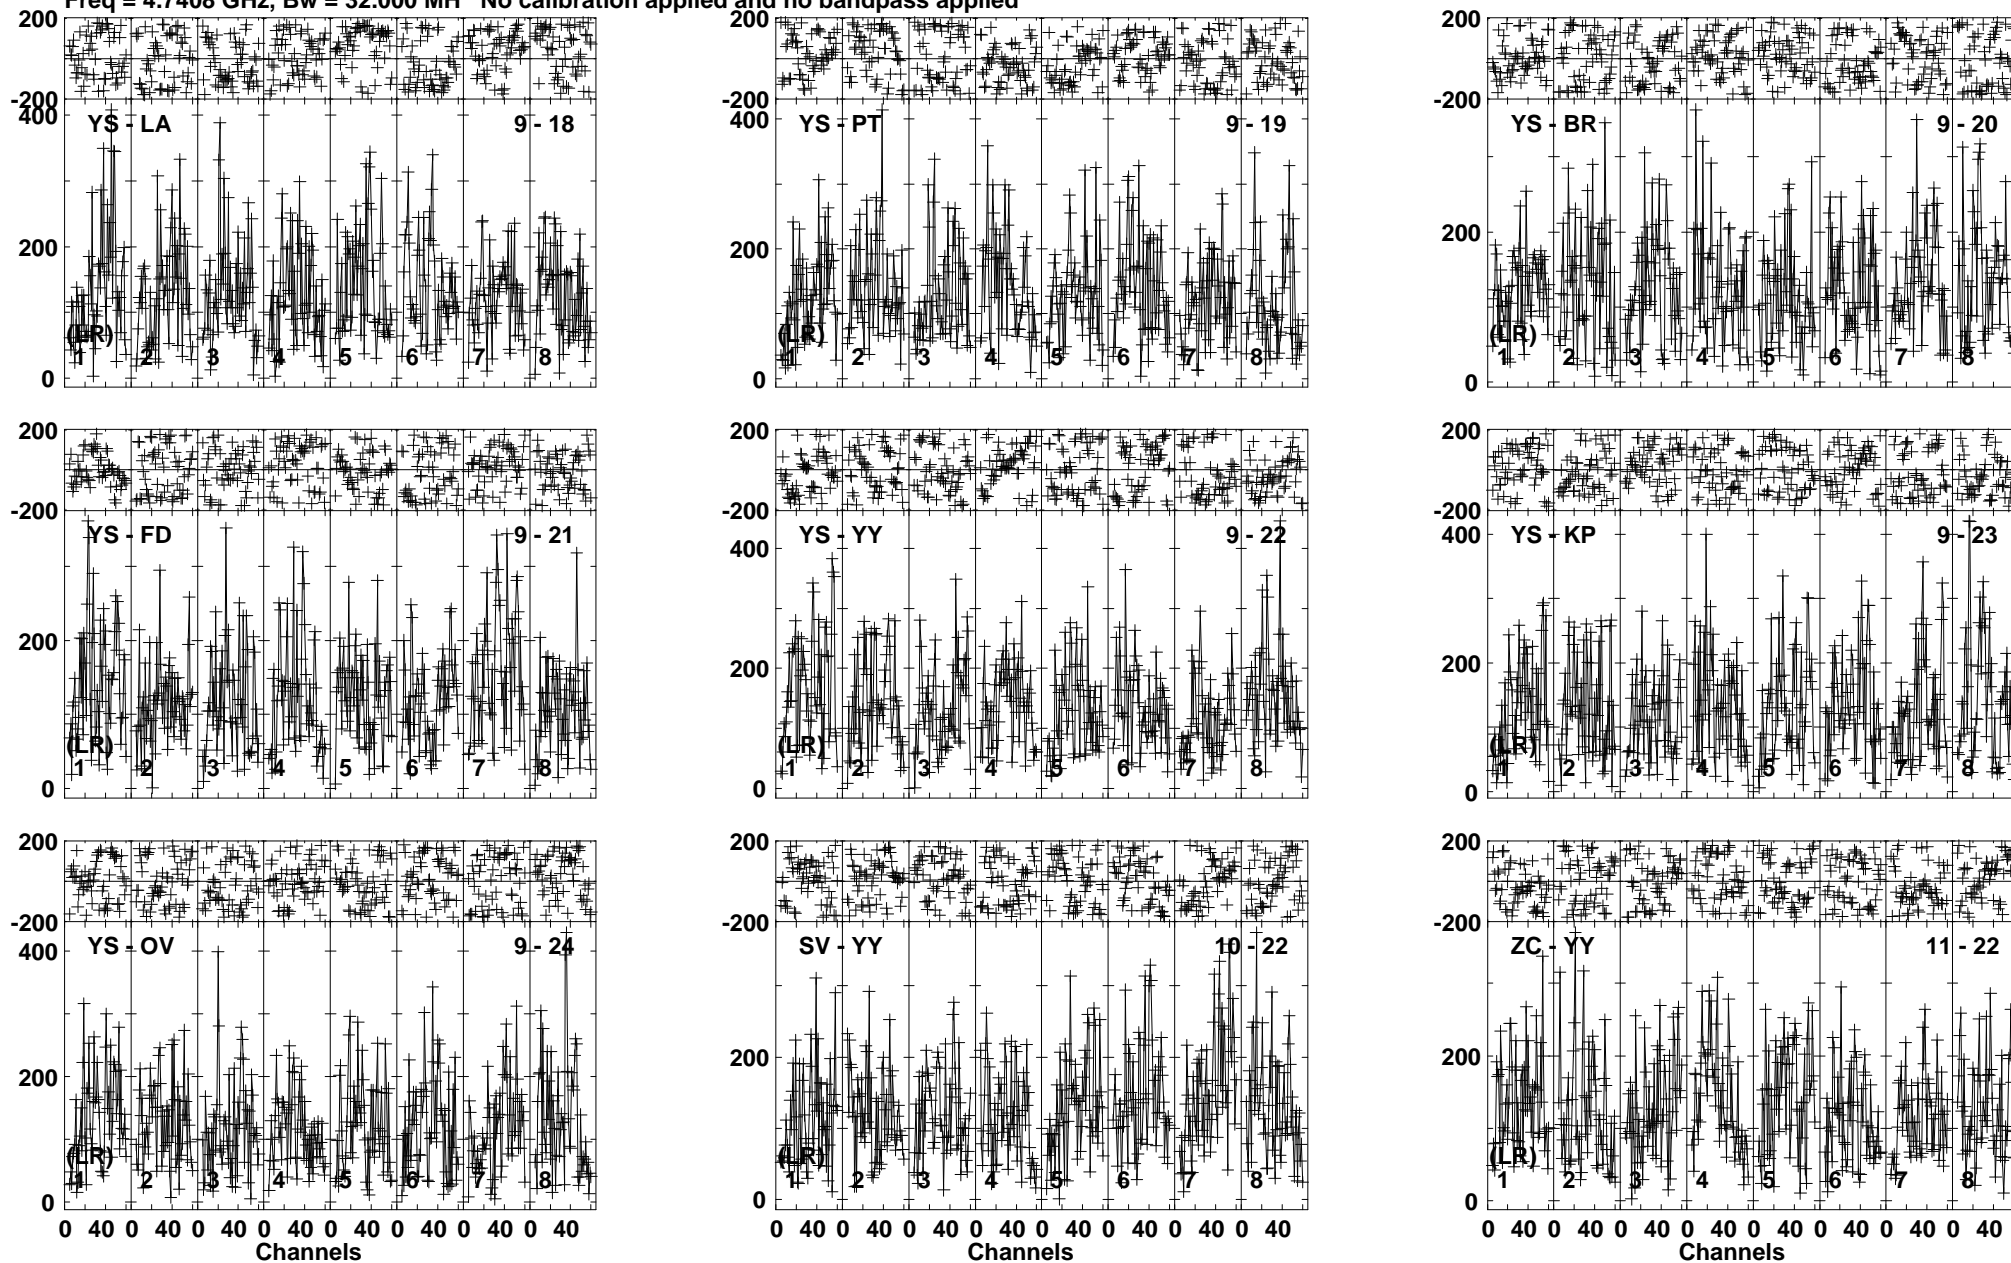 Freq = 4.7408 GHz, Bw = 32.000 MH No calibration applied and no bandpass applied
200
-200
400
200
0
YS - LA
9 - 18
(LR)
1 2 3 4 5 6 7 8
200
-200
400
200
0
YS - PT
9 - 19
(LR)
1 2 3 4 5 6 7 8
200
-200
200
0
YS - BR
9 - 20
(LR)
1 2 3 4 5 6 7 8
200
-200
200
0
YS - FD
9 - 21
(LR)
1 2 3 4 5 6 7 8
200
-200
400
200
0
YS - YY
9 - 22
(LR)
1 2 3 4 5 6 7 8
200
-200
400
200
0
YS - KP
9 - 23
(LR)
1 2 3 4 5 6 7 8
200
-200
400
200
0
YS - OV
9 - 24
(LR)
1 2 3 4 5 6 7 8
0 40 0 40 0 40 0 40 0 40 0 40 0 40 0 40
Channels
200
-200
200
0
SV - YY
10 - 22
(LR)
1 2 3 4 5 6 7 8
0 40 0 40 0 40 0 40 0 40 0 40 0 40 0 40
Channels
200
-200
200
0
ZC - YY
11 - 22
(LR)
1 2 3 4 5 6 7 8
0 40 0 40 0 40 0 40 0 40 0 40 0 40 0 40
Channels